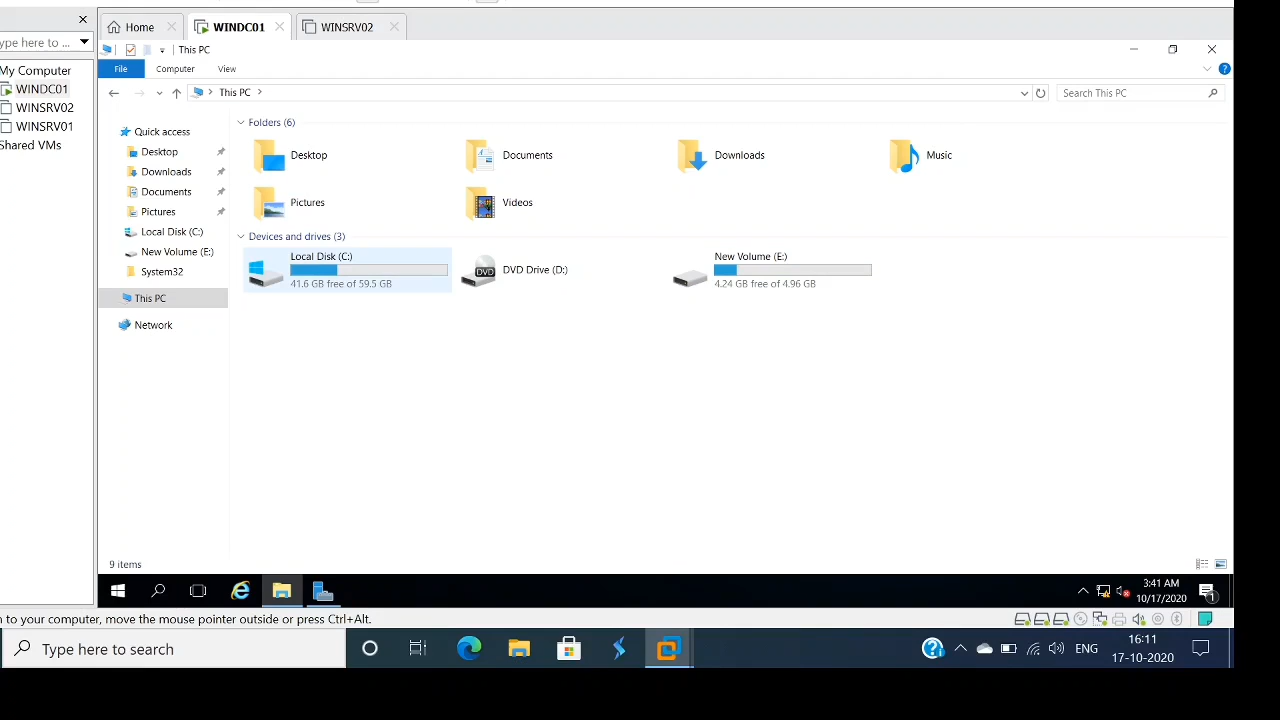 Home
WINDC01
WINSRV02
ype here to ...
This PC
File
Computer
View
My Computer
WINDC01
WINSRV02
WINSRV01
Shared VMs
This PC
Search This PC
Quick access
Desktop
Downloads
Documents
Pictures
Local Disk (C:)
New Volume (E:)
System32
This PC
Network
Folders (6)
Desktop
Documents
Downloads
Music
Pictures
Videos
Devices and drives (3)
Local Disk (C:)
41.6 GB free of 59.5 GB
DVD
DVD Drive (D:)
New Volume (E:)
4.24 GB free of 4.96 GB
9 items
3:41 AM
10/17/2020
1
n to your computer, move the mouse pointer outside or press Ctrl+Alt.
Type here to search
ENG
16:11
17-10-2020